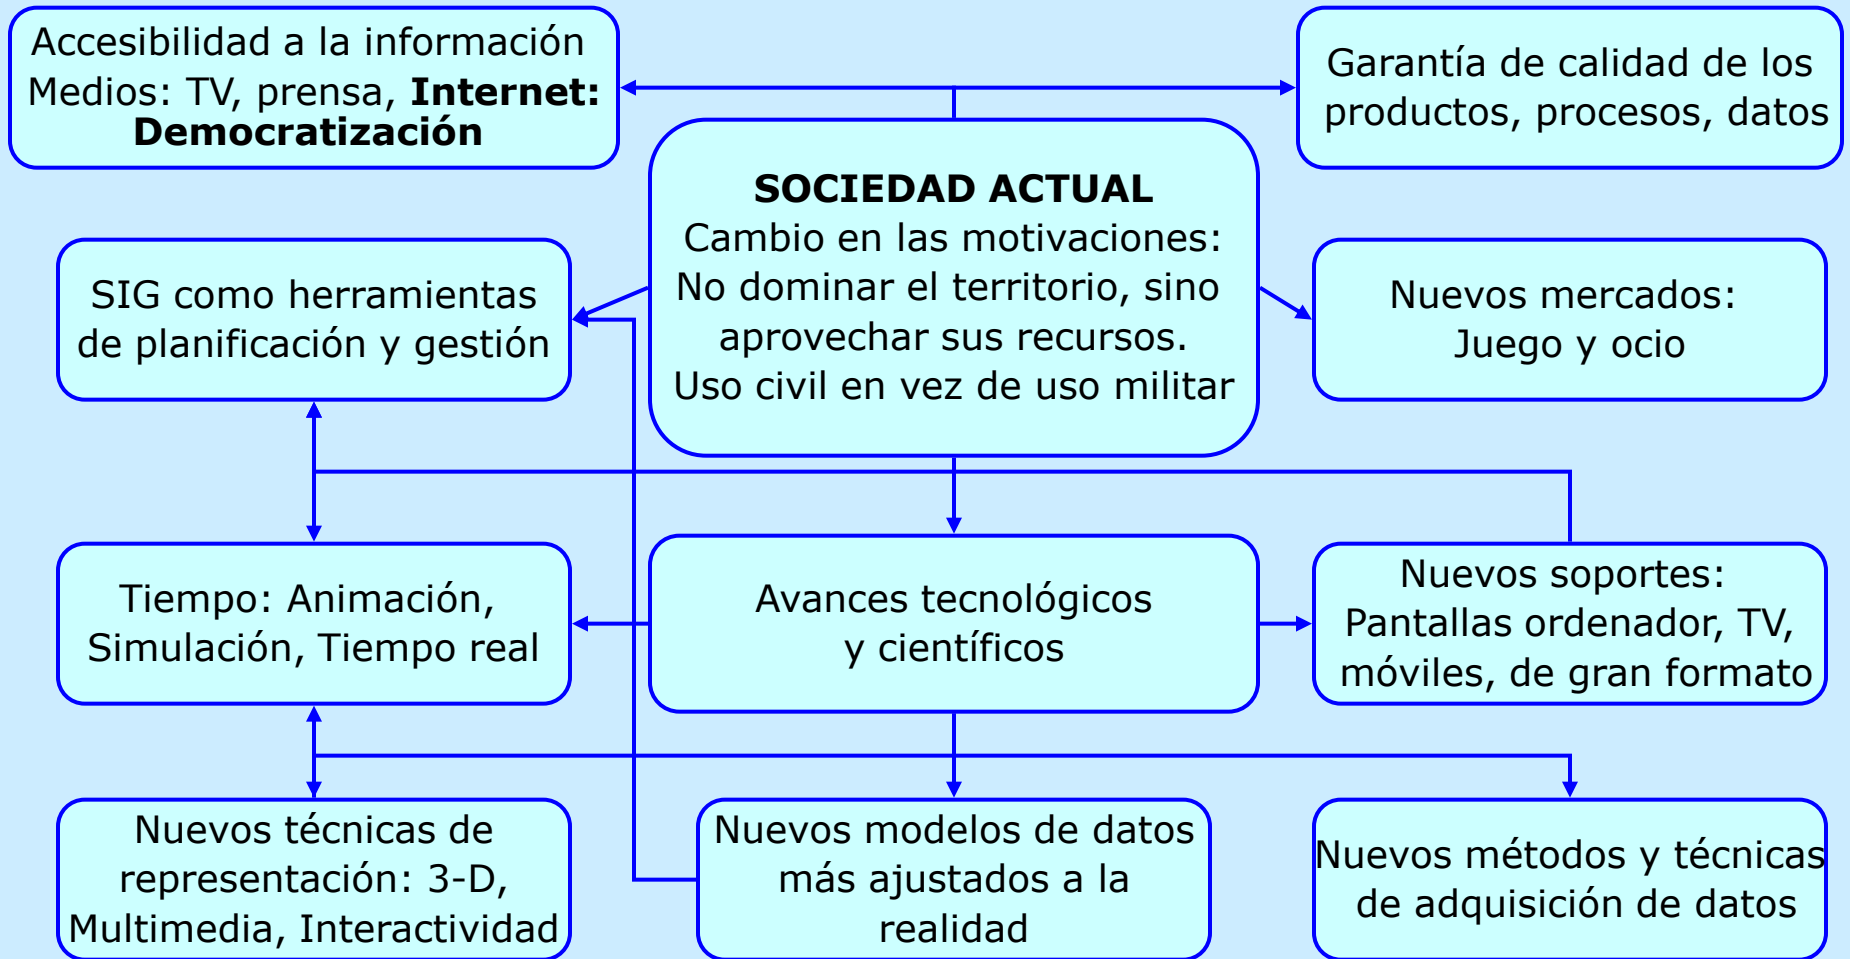 Accesibilidad a la información
Medios: TV, prensa, Internet:
Democratización
Garantía de calidad de los
productos, procesos, datos
SOCIEDAD ACTUAL
Cambio en las motivaciones:
No dominar el territorio, sino
aprovechar sus recursos.
Uso civil en vez de uso militar
SIG como herramientas
de planificación y gestión
Nuevos mercados:
Juego y ocio
Tiempo: Animación,
Simulación, Tiempo real
Avances tecnológicos
y científicos
Nuevos soportes:
Pantallas ordenador, TV,
móviles, de gran formato
Nuevos técnicas de
representación: 3-D,
Multimedia, Interactividad
Nuevos modelos de datos
más ajustados a la
realidad
Nuevos métodos y técnicas
de adquisición de datos